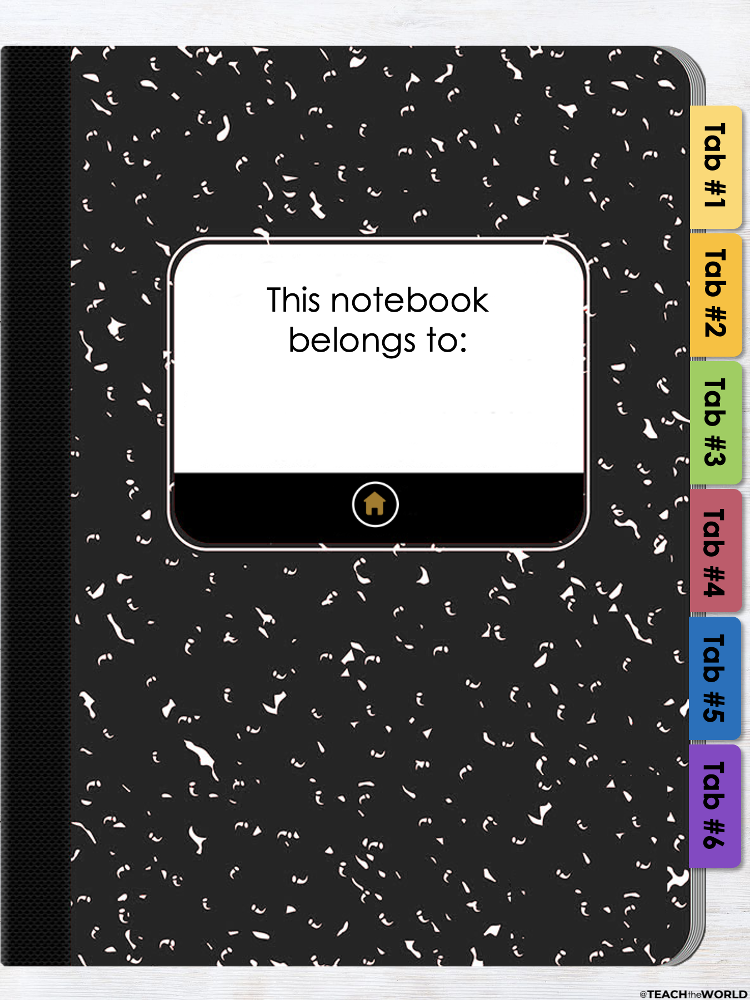 This notebook
belongs to:
Tab #1
Tab #2
Tab #3
Tab #4
Tab #5
Tab #6
@TEACHtheWORLD